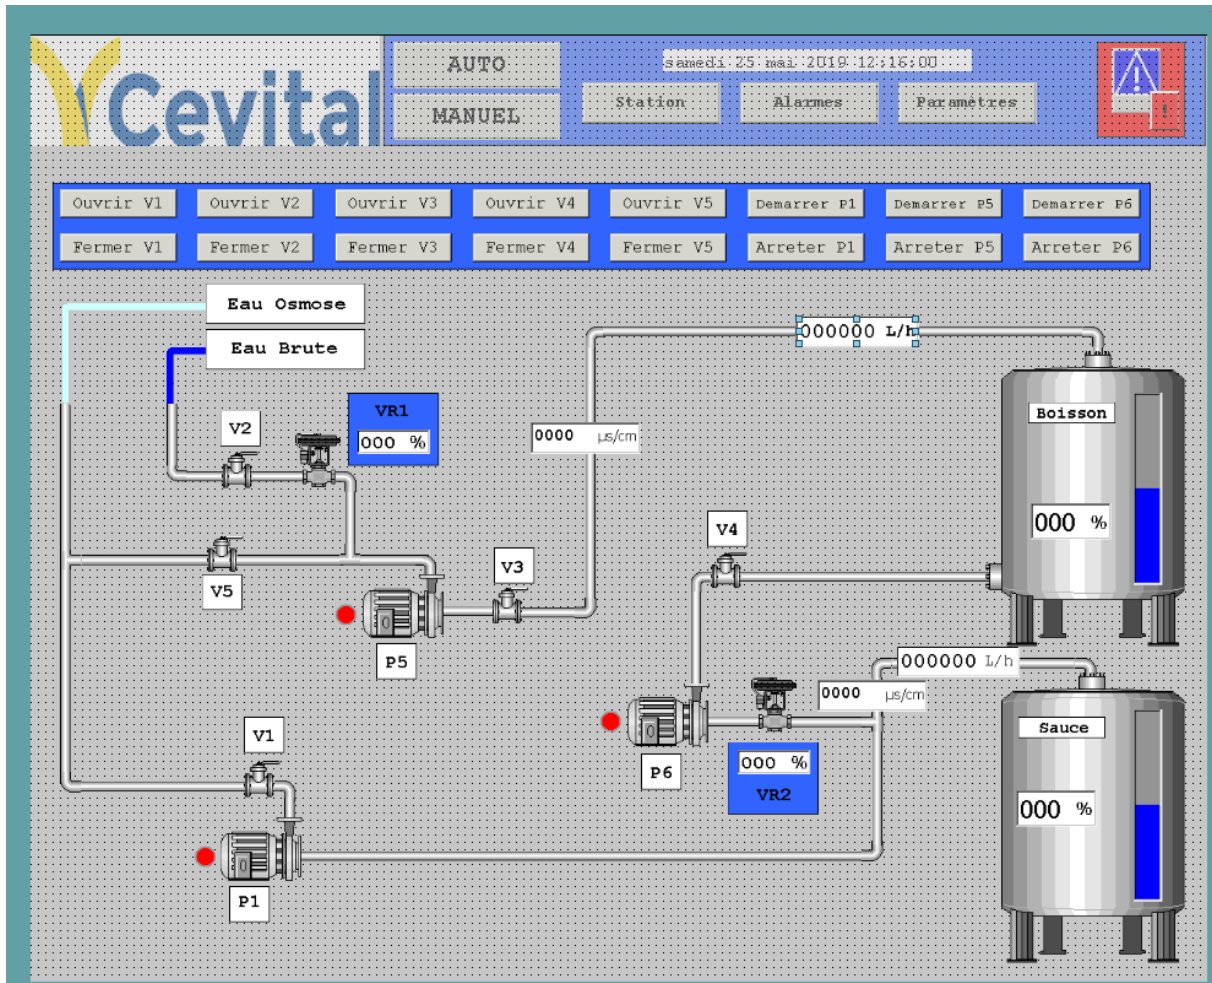 Cevital
AUTO
MANUEL
samedi 25 mai 2019 12:16:00
Station
Alarmes
Paramètres
!
!
Ouvrir V1
Ouvrir V2
Ouvrir V3
Ouvrir V4
Ouvrir V5
Demarrer P1
Demarrer P5
Demarrer P6
Fermer V1
Fermer V2
Fermer V3
Fermer V4
Fermer V5
Arreter P1
Arreter P5
Arreter P6
Eau Osmose
Eau Brute
000000 L/h
VR1
000 %
V2
0000 µs/cm
Boisson
000 %
V4
V3
V5
P5
000000 L/h
0000 µs/cm
V1
Sauce
P6
000 %
VR2
000 %
P1